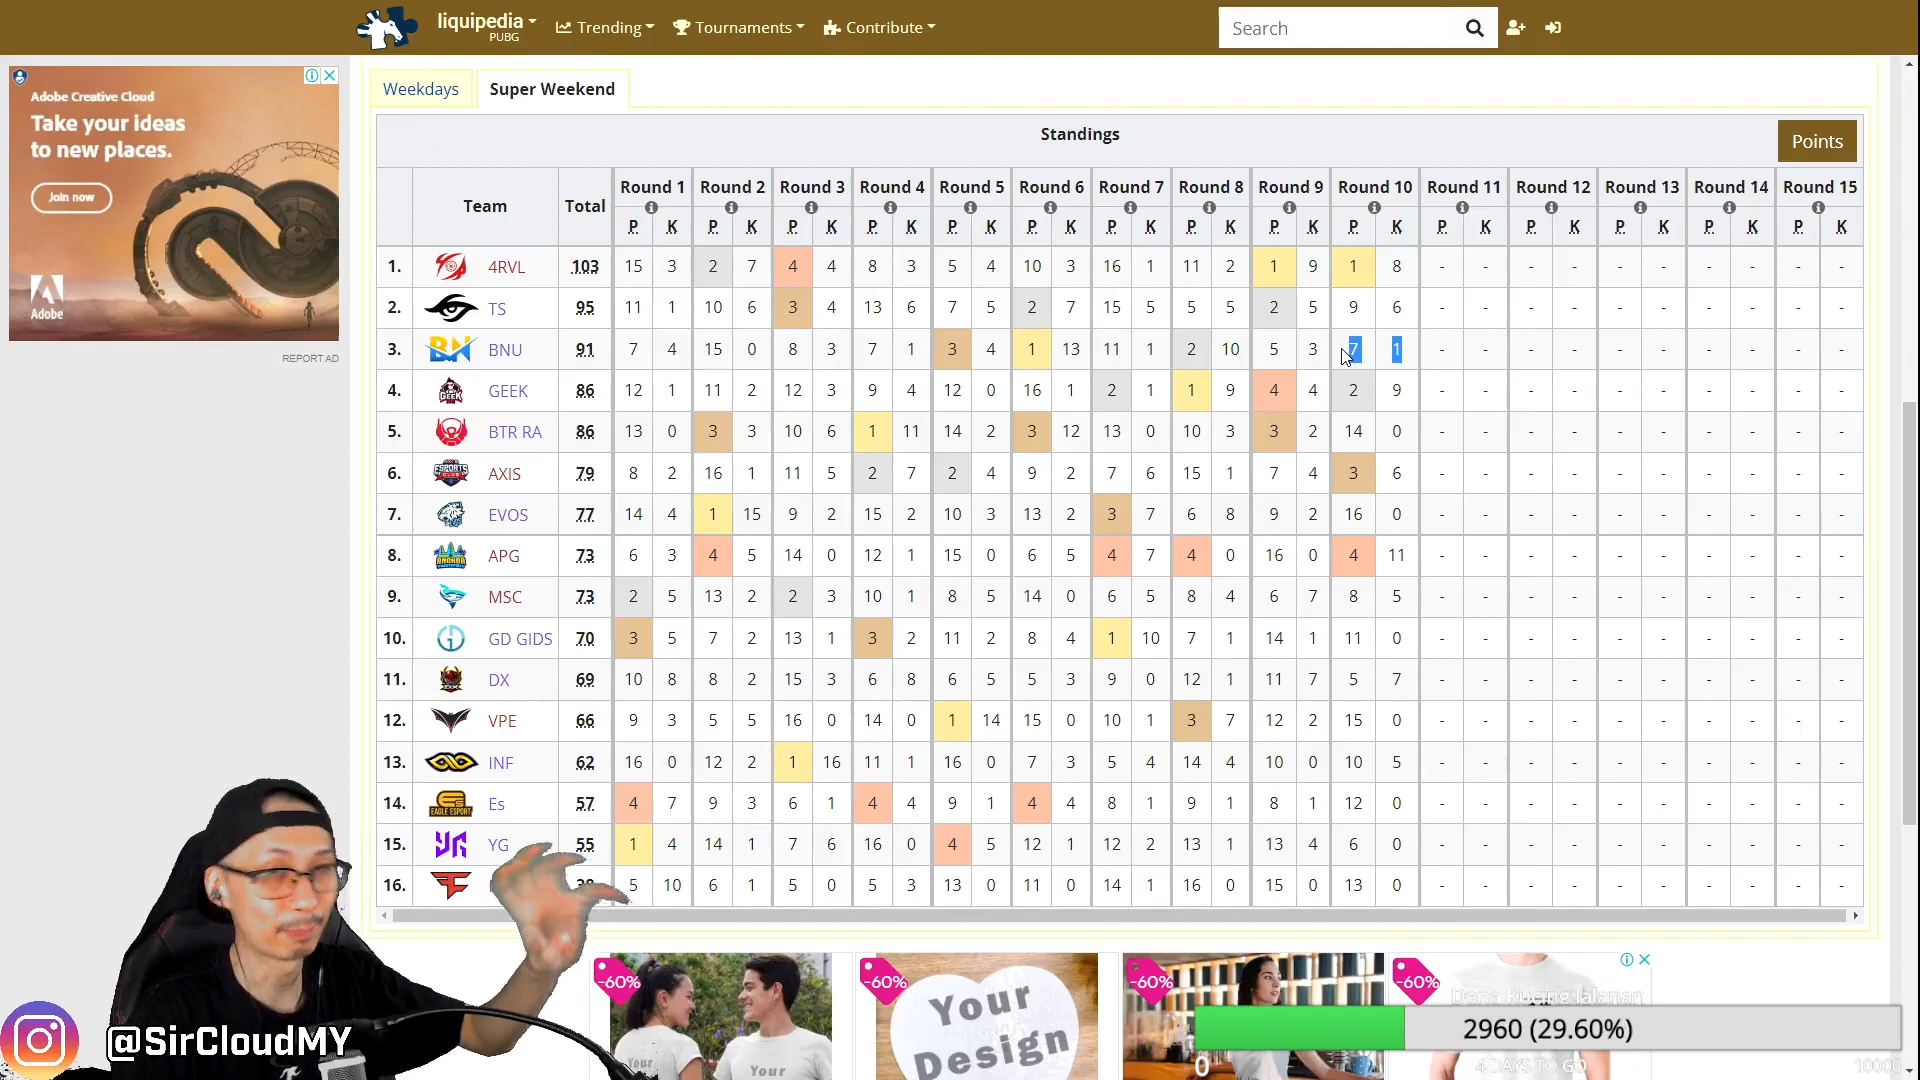 liquipedia
PUBG
Trending
Tournaments
Contribute
Search
Adobe Creative Cloud
Take your ideas
to new places.
Join now
Adobe
REPORT AD
Weekdays
Super Weekend
Standings
Points
Team Total Round 1 Round 2 Round 3 Round 4 Round 5 Round 6 Round 7 Round 8 Round 9 Round 10 Round 11 Round 12 Round 13 Round 14 Round 15
P K P K P K P K P K P K P K P K P K P K P K P K P K P K P K
1. 4RVL 103 15 3 2 7 4 4 8 3 5 4 10 3 16 1 11 2 1 9 1 8 - - - - - - - - - -
2. TS 95 11 1 10 6 3 4 13 6 7 5 2 7 15 5 5 5 2 5 9 6 - - - - - - - - - -
3. BNU 91 7 4 15 0 8 3 7 1 3 4 1 13 11 1 2 10 5 3 7 1 - - - - - - - - - -
4. GEEK 86 12 1 11 2 12 3 9 4 12 0 16 1 2 1 1 9 4 4 2 9 - - - - - - - - - -
5. BTR RA 86 13 0 3 3 10 6 1 11 14 2 3 12 13 0 10 3 3 2 14 0 - - - - - - - - - -
6. AXIS 79 8 2 16 1 11 5 2 7 2 4 9 2 7 6 15 1 7 4 3 6 - - - - - - - - - -
7. EVOS 77 14 4 1 15 9 2 15 2 10 3 13 2 3 7 6 8 9 2 16 0 - - - - - - - - - -
8. APG 73 6 3 4 5 14 0 12 1 15 0 6 5 4 7 4 0 16 0 4 11 - - - - - - - - - -
9. MSC 73 2 5 13 2 2 3 10 1 8 5 14 0 6 5 8 4 6 7 8 5 - - - - - - - - - -
10. GD GIDS 70 3 5 7 2 13 1 3 2 11 2 8 4 1 10 7 1 14 1 11 0 - - - - - - - - - -
11. DX 69 10 8 8 2 15 3 6 8 6 5 5 3 9 0 12 1 11 7 5 7 - - - - - - - - - -
12. VPE 66 9 3 5 5 16 0 14 0 1 14 15 0 10 1 3 7 12 2 15 0 - - - - - - - - - -
13. INF 62 16 0 12 2 1 16 11 1 16 0 7 3 5 4 14 4 10 0 10 5 - - - - - - - - - -
14. Es 57 4 7 9 3 6 1 4 4 9 1 4 4 8 1 9 1 8 1 12 0 - - - - - - - - - -
15. YG 55 1 4 14 1 7 6 16 0 4 5 12 1 12 2 13 1 13 4 6 0 - - - - - - - - - -
16. 5 10 6 1 5 0 5 3 13 0 11 0 14 1 16 0 15 0 13 0 - - - - - - - - - -
-60%
-60%
-60%
-60%
Your
Your
Design
Dana Kucing Jalanan
2960 (29.60%)
0
4 DAYS TO GO
10000
@SirCloudMY